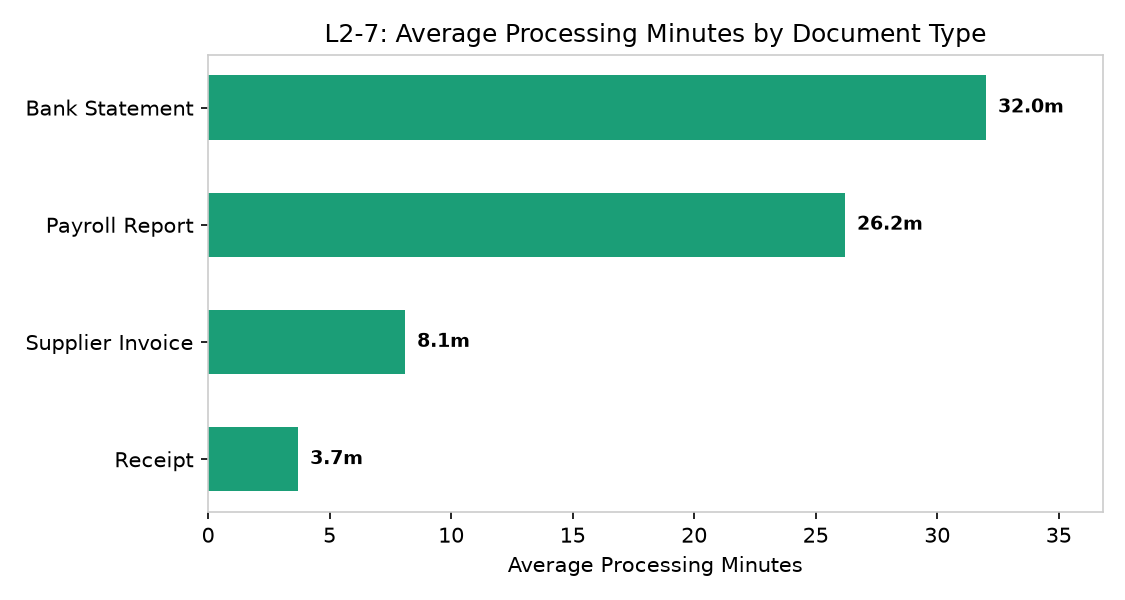 L2-7: Average Processing Minutes by Document Type
Bank Statement
32.0m
Payroll Report
26.2m
Supplier Invoice
8.1m
Receipt
3.7m
0 5 10 15 20 25 30 35
Average Processing Minutes